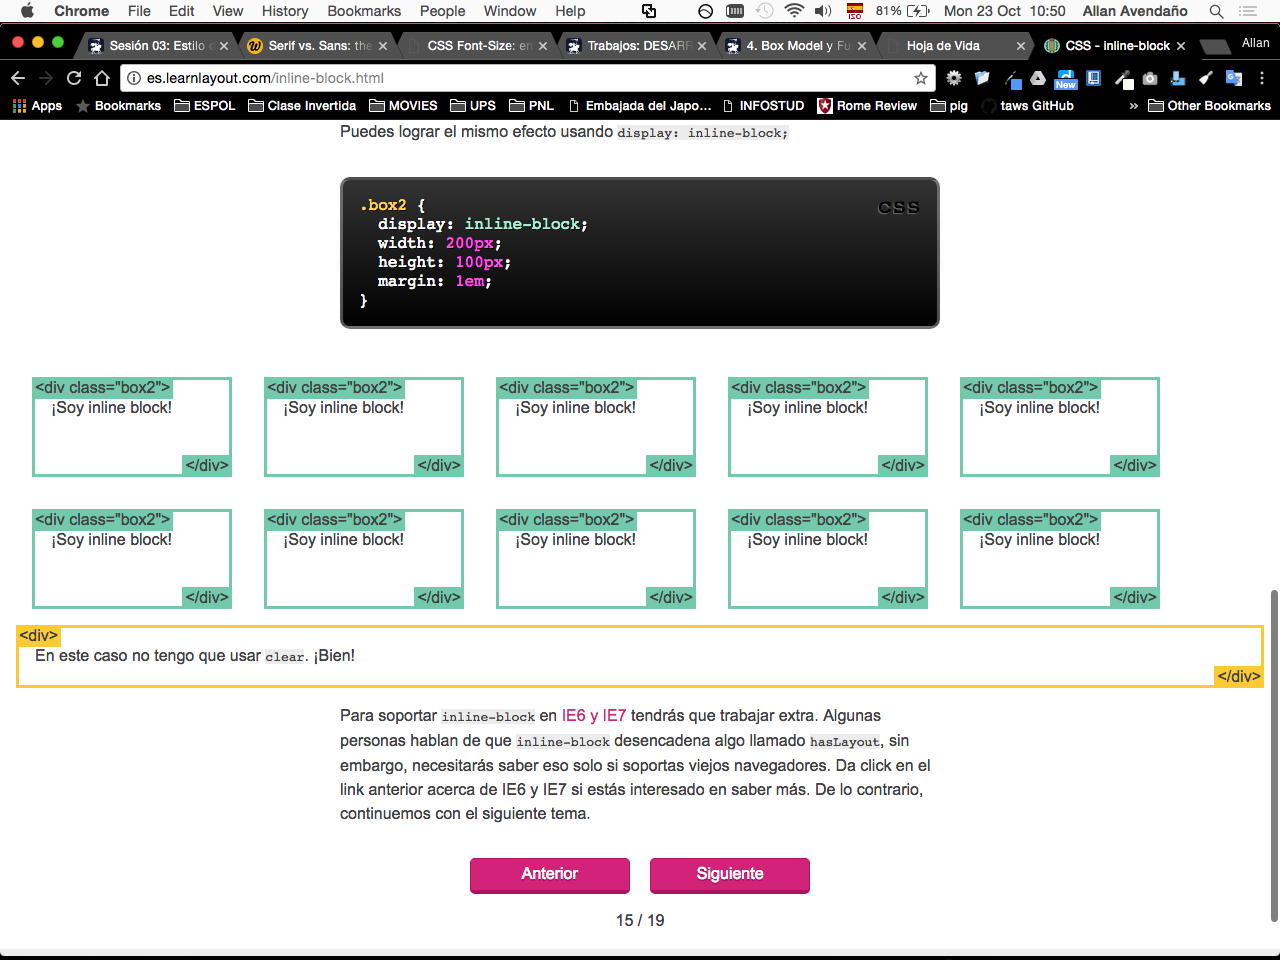 Chrome File Edit View History Bookmarks People Window Help ISO 81% Mon 23 Oct 10:50 Allan Avendaño
Sesión 03: Estilo Serif vs. Sans: the CSS Font-Size: em Trabajos: DESARR 4. Box Model y Fu Hoja de Vida CSS - inline-block Allan
es.learnlayout.com/inline-block.html New
Apps Bookmarks ESPOL Clase Invertida MOVIES UPS PNL Embajada del Japo... INFOSTUD Rome Review pig taws GitHub » Other Bookmarks
Puedes lograr el mismo efecto usando display: inline-block;
CSS
.box2 {
display: inline-block;
width: 200px;
height: 100px;
margin: 1em;
}
<div class="box2"> <div class="box2"> <div class="box2"> <div class="box2"> <div class="box2">
¡Soy inline block! ¡Soy inline block! ¡Soy inline block! ¡Soy inline block! ¡Soy inline block!
</div> </div> </div> </div> </div>
<div class="box2"> <div class="box2"> <div class="box2"> <div class="box2"> <div class="box2">
¡Soy inline block! ¡Soy inline block! ¡Soy inline block! ¡Soy inline block! ¡Soy inline block!
</div> </div> </div> </div> </div>
<div>
En este caso no tengo que usar clear. ¡Bien!
</div>
Para soportar inline-block en IE6 y IE7 tendrás que trabajar extra. Algunas
personas hablan de que inline-block desencadena algo llamado hasLayout, sin
embargo, necesitarás saber eso solo si soportas viejos navegadores. Da click en el
link anterior acerca de IE6 y IE7 si estás interesado en saber más. De lo contrario,
continuemos con el siguiente tema.
Anterior Siguiente
15 / 19